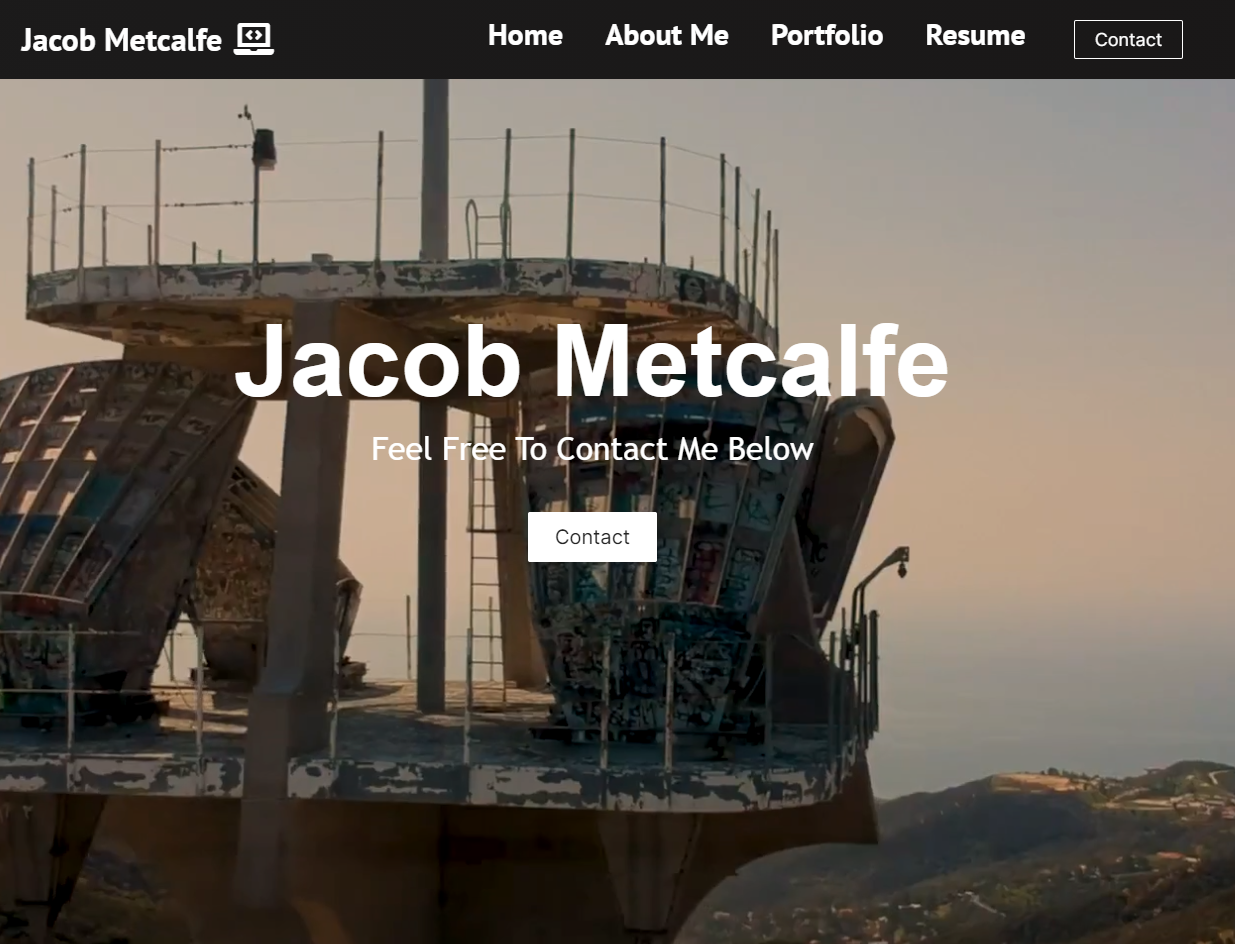 Jacob Metcalfe
Home About Me Portfolio Resume Contact
Jacob Metcalfe
Feel Free To Contact Me Below
Contact